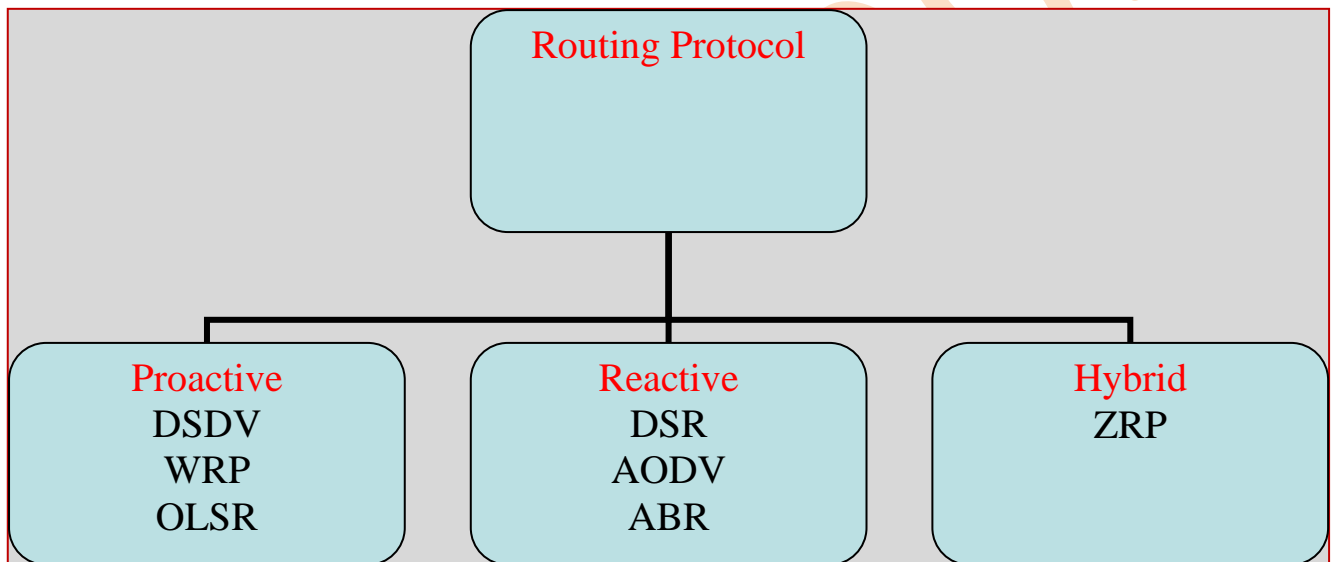 Routing Protocol
Proactive
DSDV
WRP
OLSR
Reactive
DSR
AODV
ABR
Hybrid
ZRP